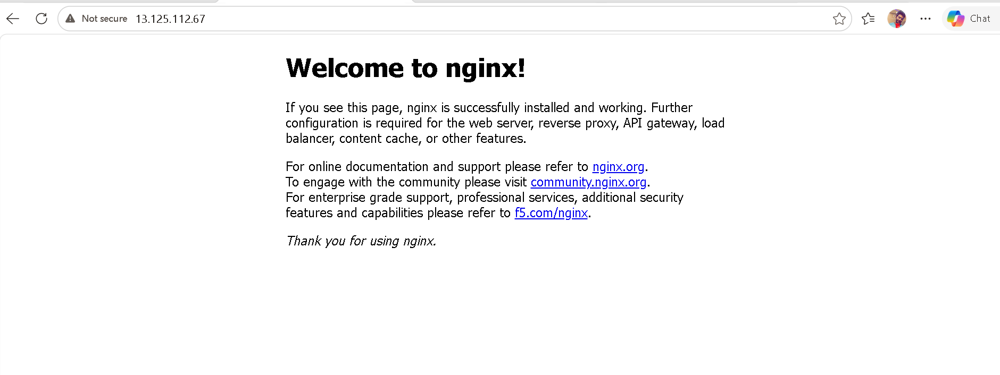 Not secure 13.125.112.67 Chat
Welcome to nginx!
If you see this page, nginx is successfully installed and working. Further
configuration is required for the web server, reverse proxy, API gateway, load
balancer, content cache, or other features.
For online documentation and support please refer to nginx.org.
To engage with the community please visit community.nginx.org.
For enterprise grade support, professional services, additional security
features and capabilities please refer to f5.com/nginx.
Thank you for using nginx.